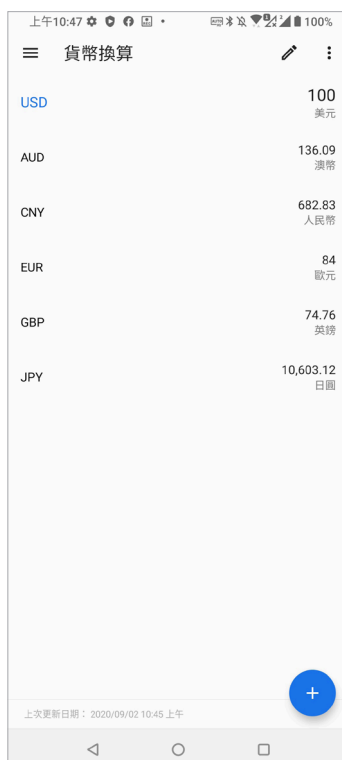 上午10:47 100%
貨幣換算
USD 100
美元
AUD 136.09
澳幣
CNY 682.83
人民幣
EUR 84
歐元
GBP 74.76
英鎊
JPY 10,603.12
日圓
上次更新日期： 2020/09/02 10:45 上午